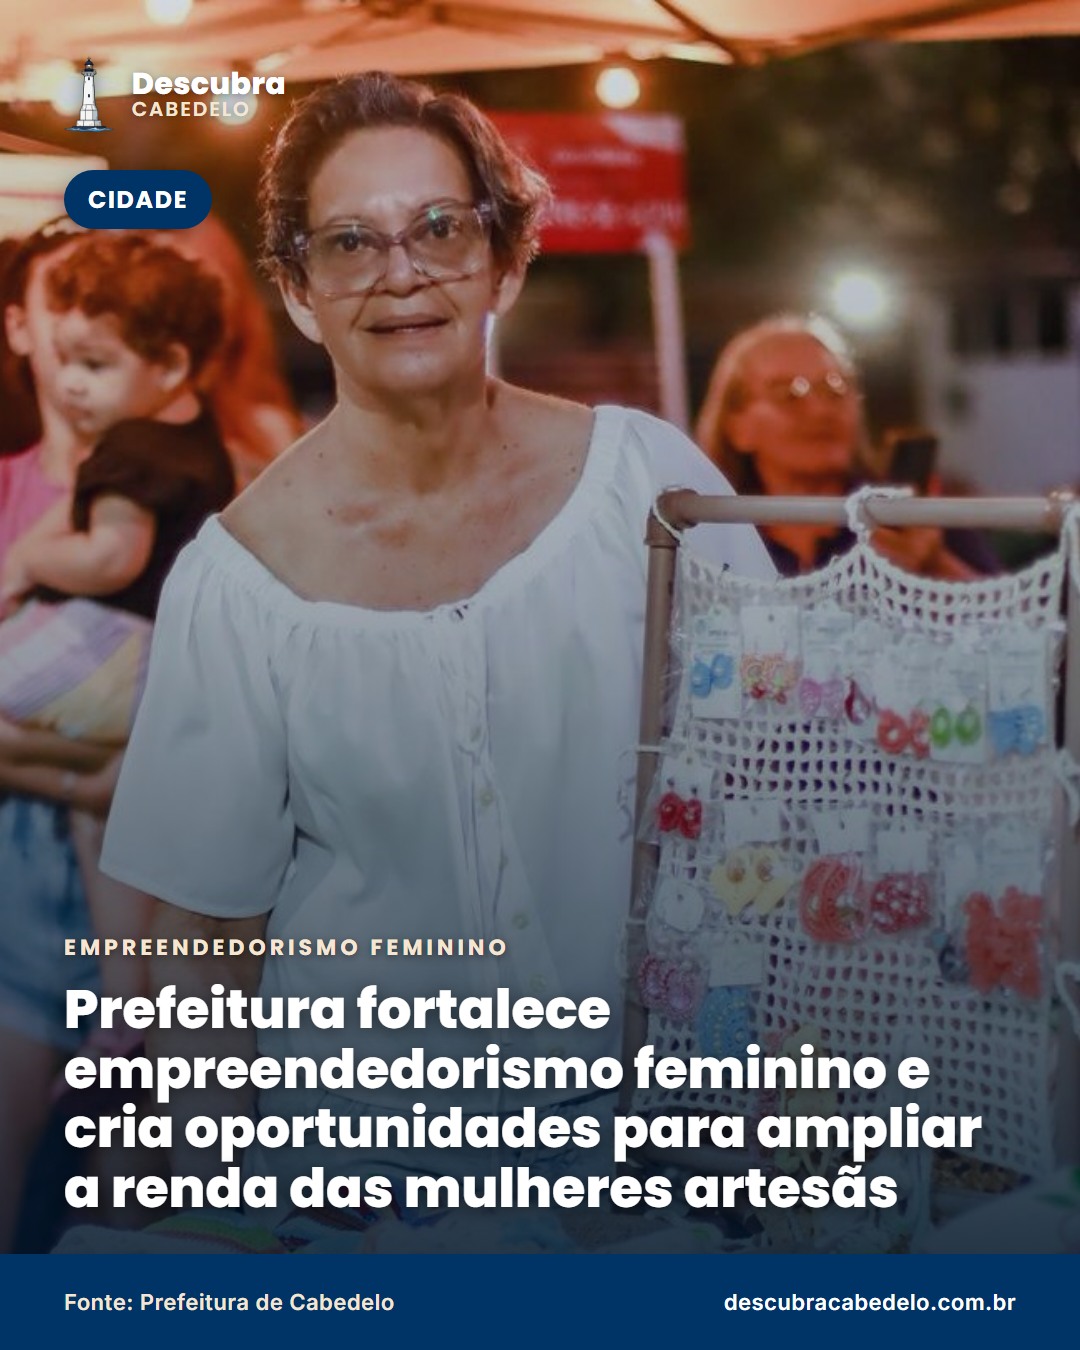 Descubra
CABEDELO
CIDADE
EMPREENDEDORISMO FEMININO
Prefeitura fortalece
empreendedorismo feminino e
cria oportunidades para ampliar
a renda das mulheres artesãs
Fonte: Prefeitura de Cabedelo
descubracabedelo.com.br